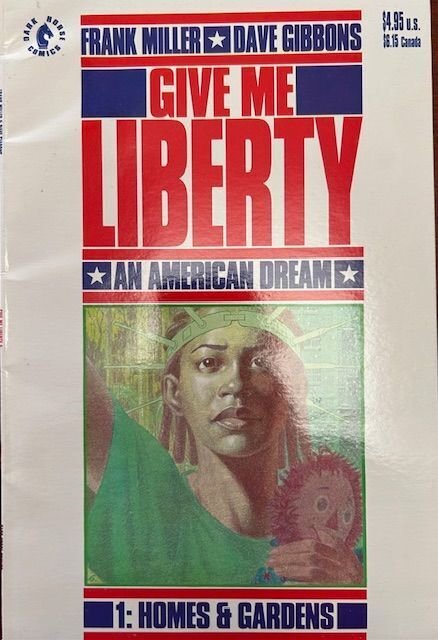 DARK HORSE COMICS
$4.95 U.S.
$6.15 Canada
FRANK MILLER ★ DAVE GIBBONS
GIVE ME
LIBERTY
★ AN AMERICAN DREAM ★
1: HOMES & GARDENS